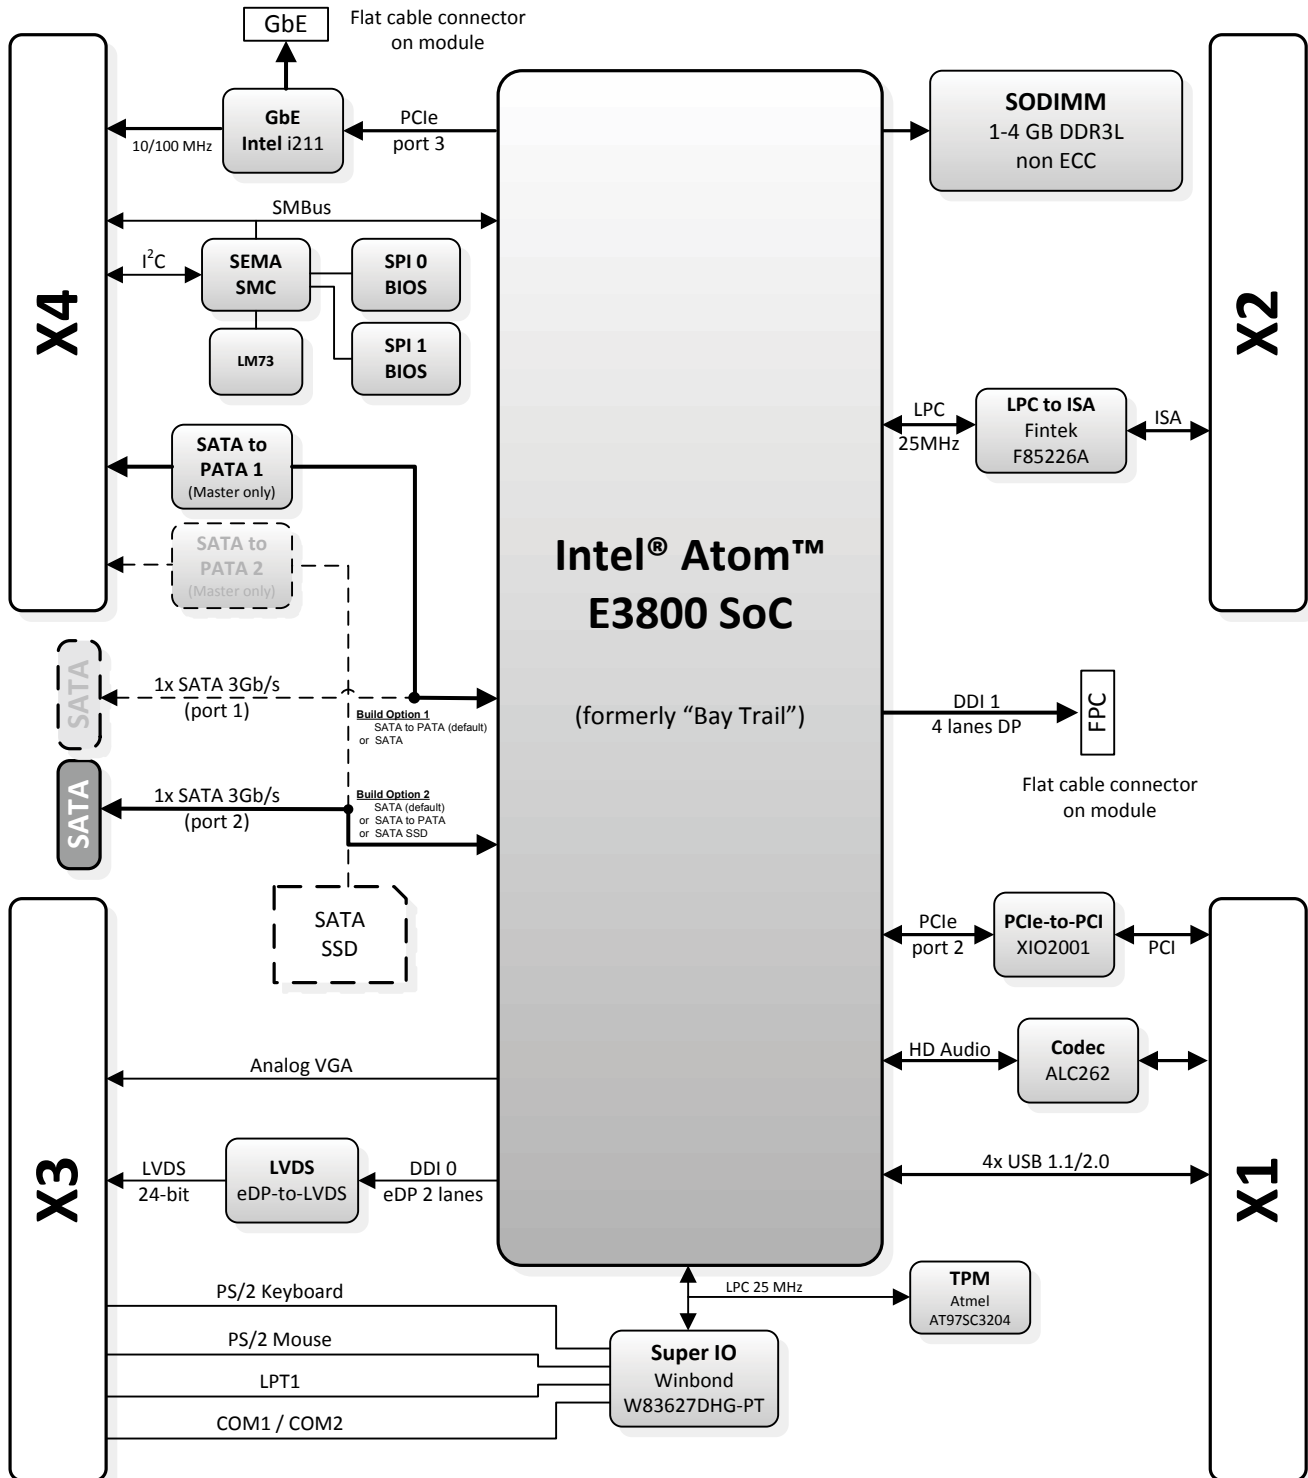 GbE
Flat cable connector
on module
X4
GbE
Intel i211
10/100 MHz
PCIe
port 3
SODIMM
1-4 GB DDR3L
non ECC
X2
SMBus
I²C
SEMA
SMC
SPI 0
BIOS
LM73
SPI 1
BIOS
LPC
25MHz
LPC to ISA
Fintek
F85226A
ISA
SATA to
PATA 1
(Master only)
SATA to
PATA 2
(Master only)
Intel® Atom™
E3800 SoC
(formerly “Bay Trail”)
SATA
1x SATA 3Gb/s
(port 1)
Build Option 1
SATA to PATA (default)
or SATA
DDI 1
4 lanes DP
FPC
Flat cable connector
on module
SATA
1x SATA 3Gb/s
(port 2)
Build Option 2
SATA (default)
or SATA to PATA
or SATA SSD
SATA
SSD
PCIe
port 2
PCIe-to-PCI
XIO2001
PCI
HD Audio
Codec
ALC262
X3
Analog VGA
LVDS
24-bit
LVDS
eDP-to-LVDS
DDI 0
eDP 2 lanes
4x USB 1.1/2.0
X1
PS/2 Keyboard
PS/2 Mouse
LPT1
COM1 / COM2
LPC 25 MHz
TPM
Atmel
AT97SC3204
Super IO
Winbond
W83627DHG-PT